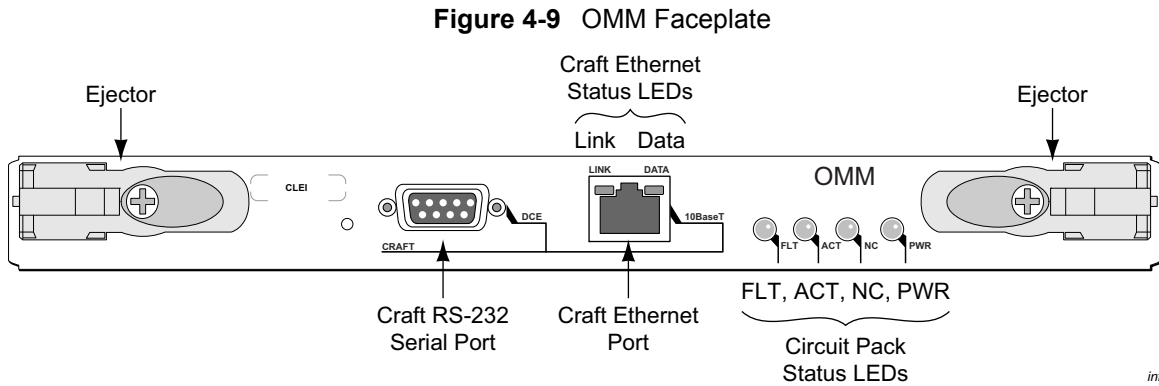 Figure 4-9 OMM Faceplate
Craft Ethernet
Status LEDs
Ejector
Ejector
Link Data
LINK DATA
OMM
CLEI
DCE
10BaseT
CRAFT
FLT ACT NC PWR
FLT, ACT, NC, PWR
Craft RS-232
Serial Port
Craft Ethernet
Port
Circuit Pack
Status LEDs